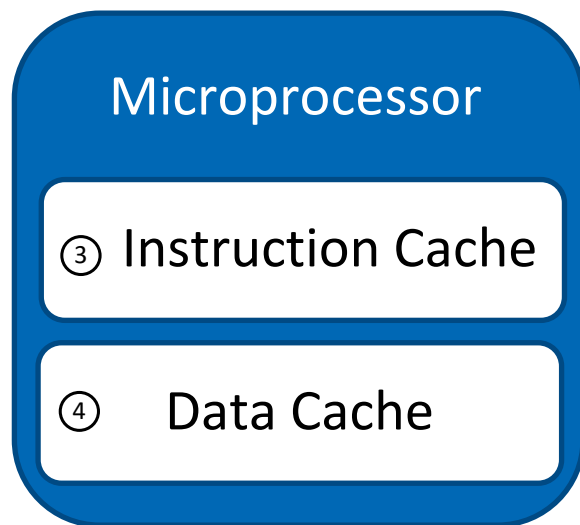 Microprocessor
③ Instruction Cache
④ Data Cache